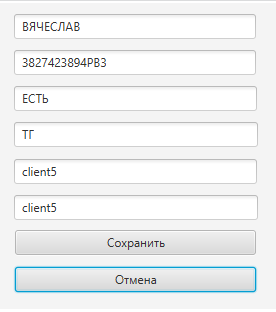 ВЯЧЕСЛАВ
3827423894РВЗ
ЕСТЬ
ТГ
client5
client5
Сохранить
Отмена